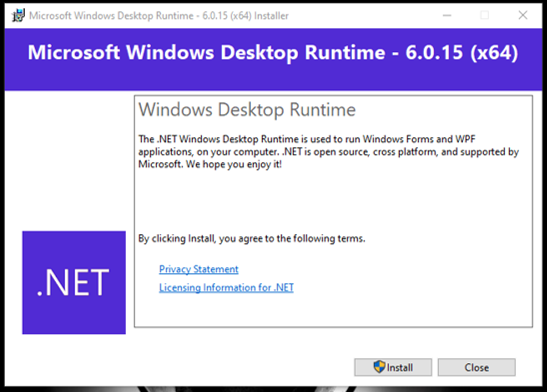 Microsoft Windows Desktop Runtime - 6.0.15 (x64) Installer
Microsoft Windows Desktop Runtime - 6.0.15 (x64)
Windows Desktop Runtime
The .NET Windows Desktop Runtime is used to run Windows Forms and WPF
applications, on your computer. .NET is open source, cross platform, and supported by
Microsoft. We hope you enjoy it!
By clicking Install, you agree to the following terms.
Privacy Statement
Licensing Information for .NET
.NET
Install
Close